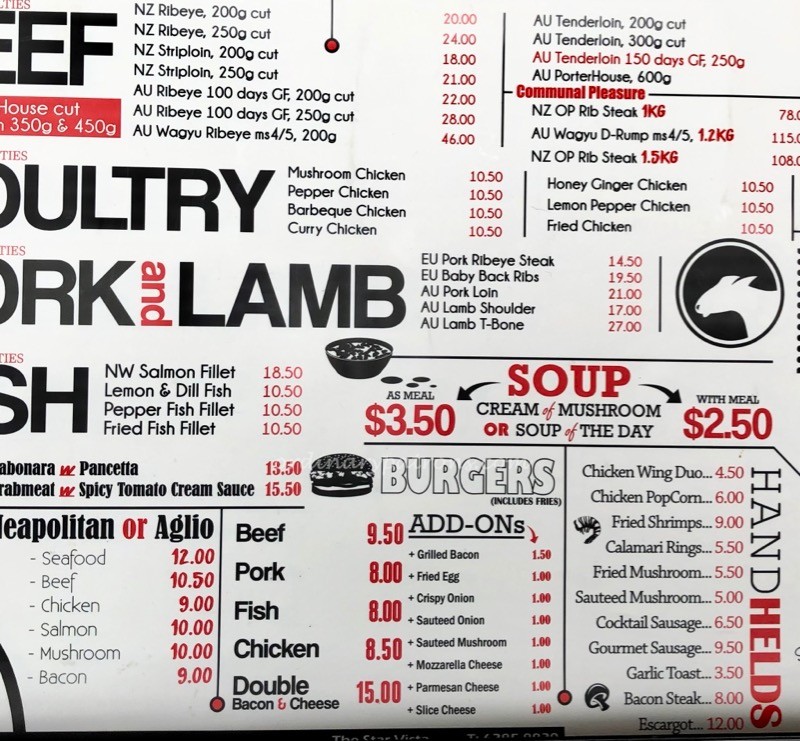 NZ Ribeye, 200g cut 20.00
NZ Ribeye, 250g cut 24.00
NZ Striploin, 200g cut 18.00
NZ Striploin, 250g cut 21.00
AU Ribeye 100 days GF, 200g cut 22.00
AU Ribeye 100 days GF, 250g cut 28.00
AU Wagyu Ribeye ms4/5, 200g 46.00
EEF
House cut
350g & 450g
AU Tenderloin, 200g cut
AU Tenderloin, 300g cut
AU Tenderloin 150 days GF, 250g
AU PorterHouse, 600g
Communal Pleasure
NZ OP Rib Steak 1KG 78.0
AU Wagyu D-Rump ms4/5, 1.2KG 115.0
NZ OP Rib Steak 1.5KG 108.0
TIES
OULTRY
Mushroom Chicken 10.50
Pepper Chicken 10.50
Barbeque Chicken 10.50
Curry Chicken 10.50
Honey Ginger Chicken 10.50
Lemon Pepper Chicken 10.50
Fried Chicken 10.50
TIES
ORK and LAMB
EU Pork Ribeye Steak 14.50
EU Baby Back Ribs 19.50
AU Pork Loin 21.00
AU Lamb Shoulder 17.00
AU Lamb T-Bone 27.00
TIES
SH
NW Salmon Fillet 18.50
Lemon & Dill Fish 10.50
Pepper Fish Fillet 10.50
Fried Fish Fillet 10.50
SOUP
AS MEAL
$3.50
CREAM of MUSHROOM
OR SOUP of THE DAY
WITH MEAL
$2.50
abonara w Pancetta 13.50
rabmeat w Spicy Tomato Cream Sauce 15.50
eapolitan or Aglio
- Seafood 12.00
- Beef 10.50
- Chicken 9.00
- Salmon 10.00
- Mushroom 10.00
- Bacon 9.00
BURGERS
(INCLUDES FRIES)
Beef 9.50
Pork 8.00
Fish 8.00
Chicken 8.50
Double
Bacon & Cheese 15.00
ADD-ONs
+ Grilled Bacon 1.50
+ Fried Egg 1.00
+ Crispy Onion 1.00
+ Sauteed Onion 1.00
+ Sauteed Mushroom 1.00
+ Mozzarella Cheese 1.00
+ Parmesan Cheese 1.00
+ Slice Cheese 1.00
HANDHELDS
Chicken Wing Duo... 4.50
Chicken PopCorn... 6.00
Fried Shrimps... 9.00
Calamari Rings... 5.50
Fried Mushroom... 5.50
Sauteed Mushroom... 5.00
Cocktail Sausage... 6.50
Gourmet Sausage... 9.50
Garlic Toast... 3.50
Bacon Steak... 8.00
Escargot... 12.00
The Star Vista